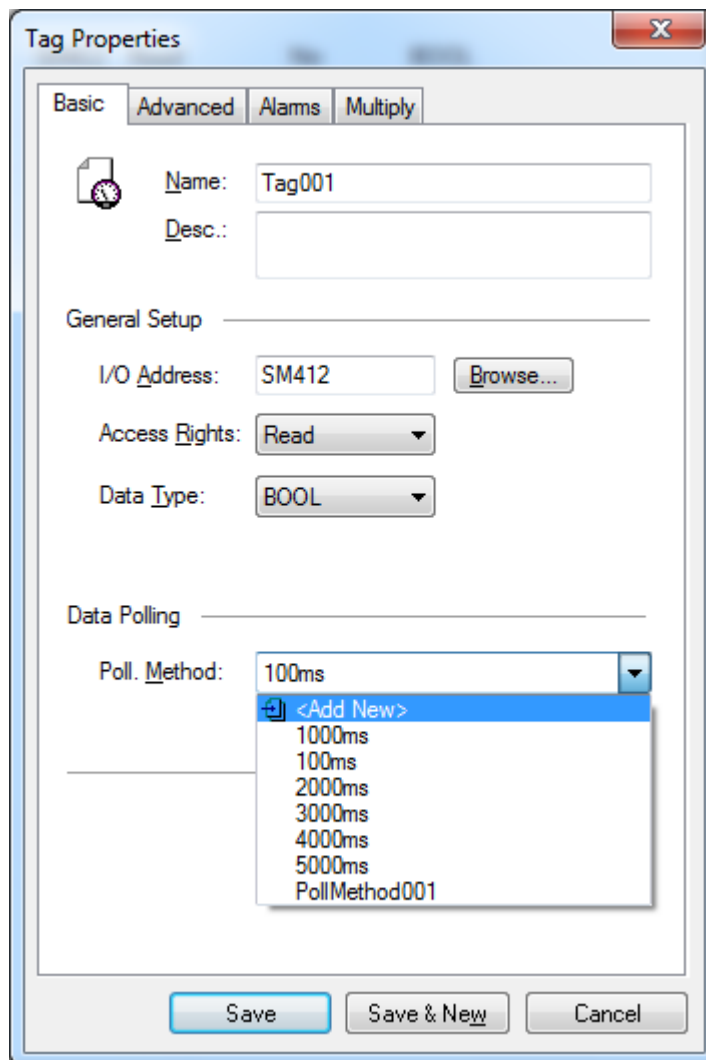 Tag Properties
Basic Advanced Alarms Multiply
Name: Tag001
Desc.:
General Setup
I/O Address: SM412 Browse...
Access Rights: Read
Data Type: BOOL
Data Polling
Poll. Method: 100ms
<Add New>
1000ms
100ms
2000ms
3000ms
4000ms
5000ms
PollMethod001
Save Save & New Cancel